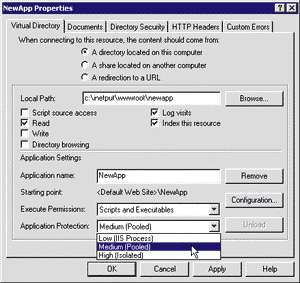 NewApp Properties
Virtual Directory Documents Directory Security HTTP Headers Custom Errors
When connecting to this resource, the content should come from:
A directory located on this computer
A share located on another computer
A redirection to a URL
Local Path: c:\inetpub\wwwroot\newapp Browse...
Script source access Log visits
Read Index this resource
Write
Directory browsing
Application Settings
Application name: NewApp Remove
Starting point: <Default Web Site>\NewApp
Configuration...
Execute Permissions: Scripts and Executables
Application Protection: Medium (Pooled) Unload
Low (IIS Process)
Medium (Pooled)
High (Isolated)
OK Cancel Apply Help